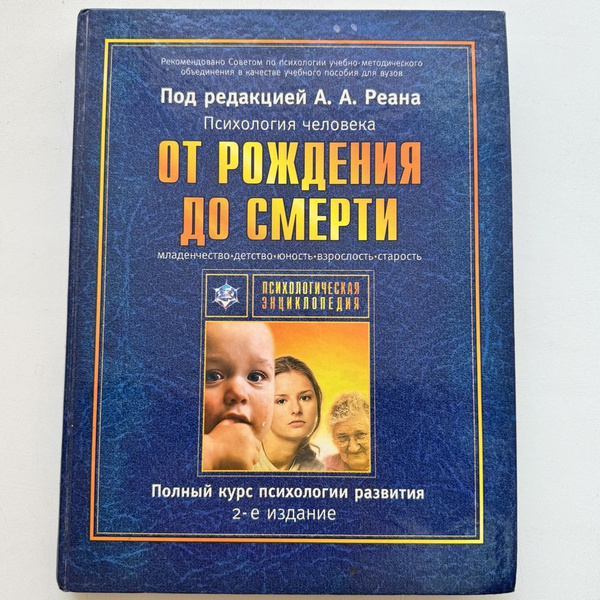 Рекомендовано Советом по психологии учебно-методического
объединения в качестве учебного пособия для вузов
Под редакцией А. А. Реана
Психология человека
ОТ РОЖДЕНИЯ
ДО СМЕРТИ
младенчество•детство•юность•взрослость•старость
ПСИХОЛОГИЧЕСКАЯ
ЭНЦИКЛОПЕДИЯ
Полный курс психологии развития
2-е издание